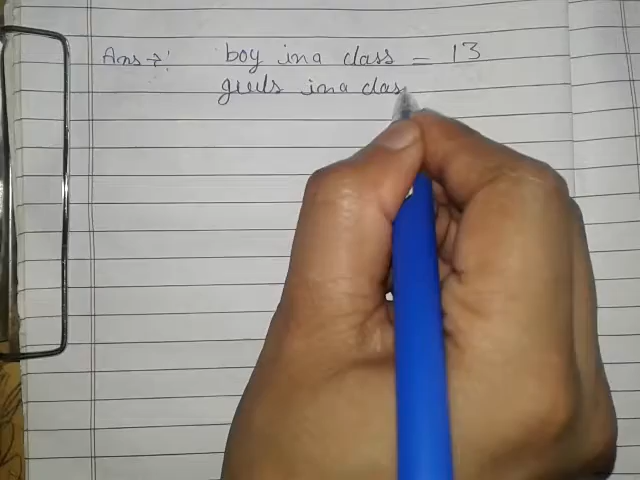 Ans →: boy in a class = 13
girls in a clas